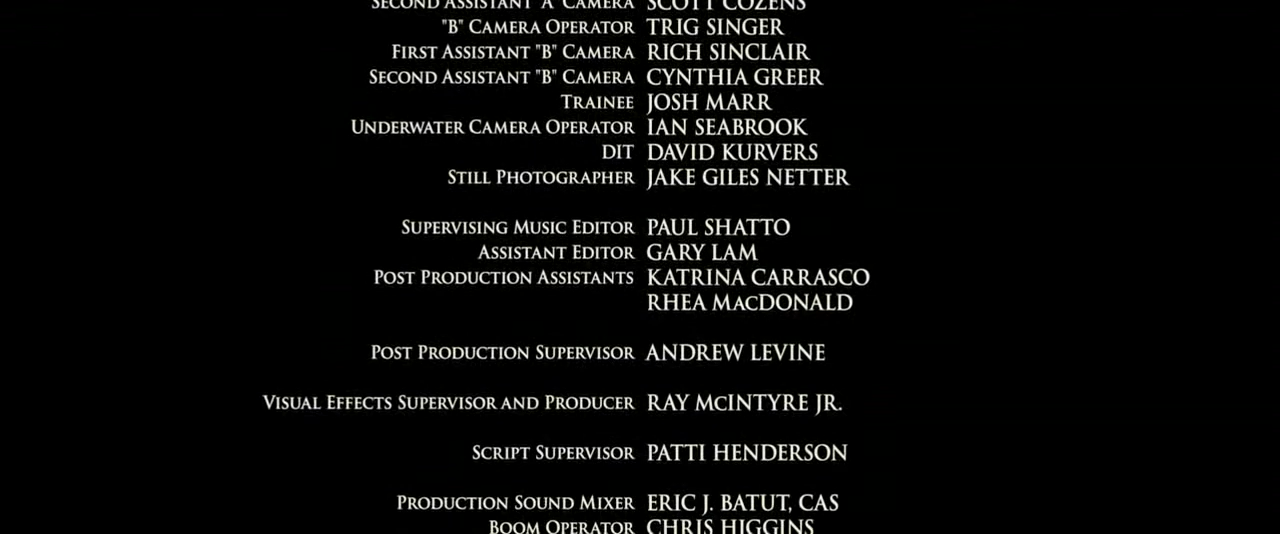 SECOND ASSISTANT "A" CAMERA SCOTT COZENS
"B" CAMERA OPERATOR TRIG SINGER
FIRST ASSISTANT "B" CAMERA RICH SINCLAIR
SECOND ASSISTANT "B" CAMERA CYNTHIA GREER
TRAINEE JOSH MARR
UNDERWATER CAMERA OPERATOR IAN SEABROOK
DIT DAVID KURVERS
STILL PHOTOGRAPHER JAKE GILES NETTER
SUPERVISING MUSIC EDITOR PAUL SHATTO
ASSISTANT EDITOR GARY LAM
POST PRODUCTION ASSISTANTS KATRINA CARRASCO
RHEA MACDONALD
POST PRODUCTION SUPERVISOR ANDREW LEVINE
VISUAL EFFECTS SUPERVISOR AND PRODUCER RAY MCINTYRE JR.
SCRIPT SUPERVISOR PATTI HENDERSON
PRODUCTION SOUND MIXER ERIC J. BATUT, CAS
BOOM OPERATOR CHRIS HIGGINS